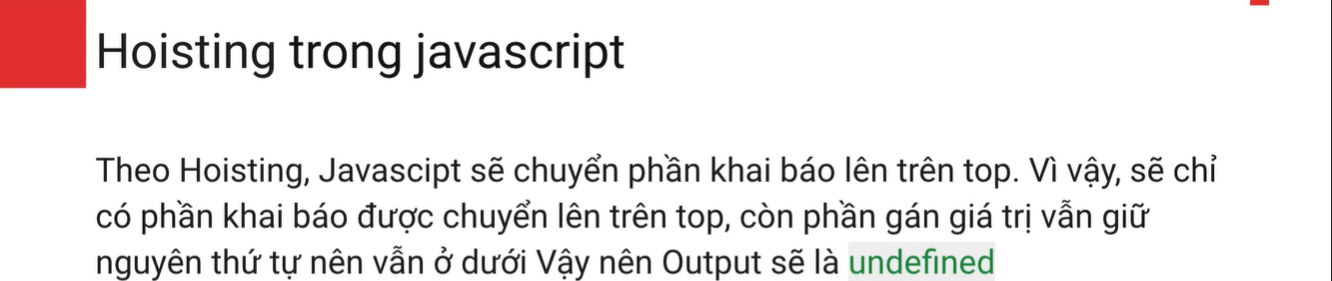 Hoisting trong javascript
Theo Hoisting, Javascipt sẽ chuyển phần khai báo lên trên top. Vì vậy, sẽ chỉ
có phần khai báo được chuyển lên trên top, còn phần gán giá trị vẫn giữ
nguyên thứ tự nên vẫn ở dưới Vậy nên Output sẽ là undefined